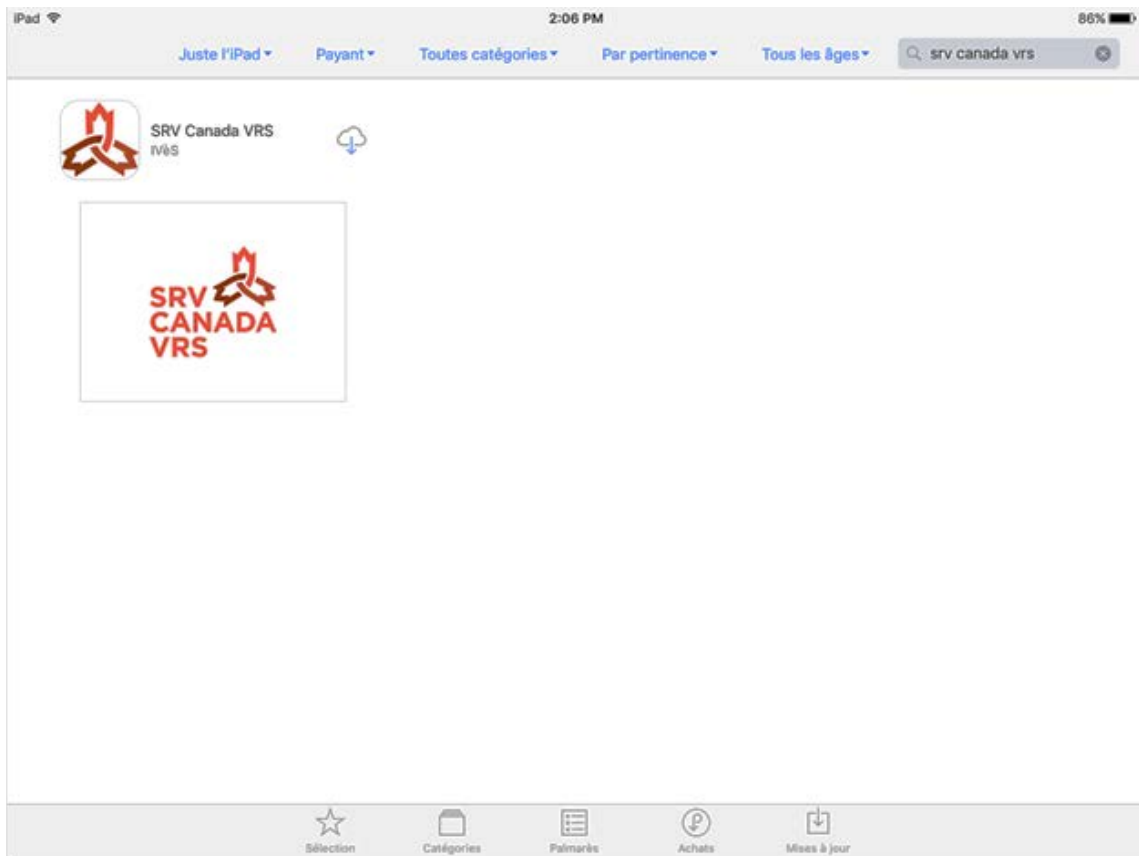 iPad 2:06 PM 86%
Juste l'iPad Payant Toutes catégories Par pertinence Tous les âges srv canada vrs
SRV Canada VRS
IVèS
SRV
CANADA
VRS
Sélection Catégories Palmarès Achats Mises à jour